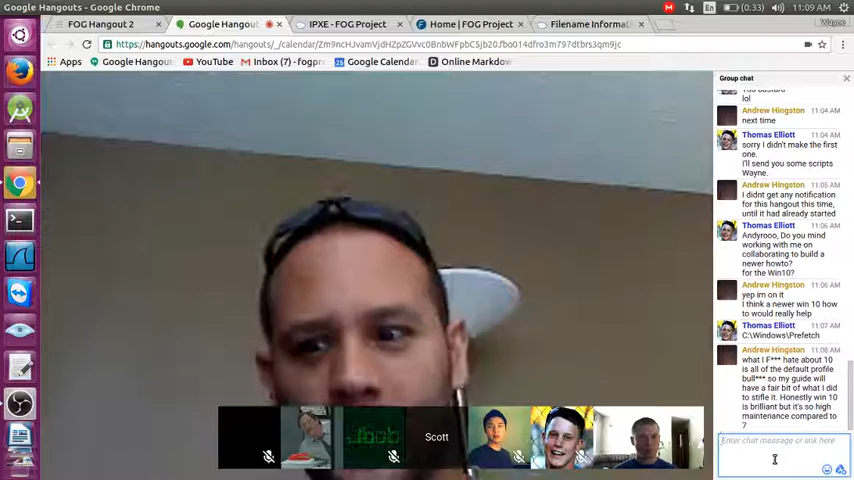 Google Hangouts - Google Chrome
En
(0:33)
11:09 AM
FOG Hangout 2
Google Hangou
IPXE - FOG Project
Home | FOG Project
Filename Informat
Wayne
https://hangouts.google.com/hangouts/_/calendar/
Apps
Google Hangout
YouTube
Inbox (7) - fogpro
Google Calenda
Online Markdow
Group chat
lol
Andrew Hingston 11:04 AM
next time
Thomas Elliott 11:04 AM
sorry I didn't make the first
one.
I'll send you some scripts
Wayne.
Andrew Hingston 11:05 AM
I didnt get any notification
for this hangout this time,
until it had already started
Thomas Elliott 11:06 AM
Andyrooo, Do you mind
working with me on
collaborating to build a
newer howto?
for the Win10?
Andrew Hingston 11:06 AM
yep im on it
I think a newer win 10 how
to would really help
Thomas Elliott 11:07 AM
C:\Windows\Prefetch
Andrew Hingston 11:08 AM
what I F*** hate about 10
is all of the default profile
bull*** so my guide will
have a fair bit of what I did
to stifle it. Honestly win 10
is brilliant but it's so high
maintenance compared to
7
Enter chat message or link here
Scott